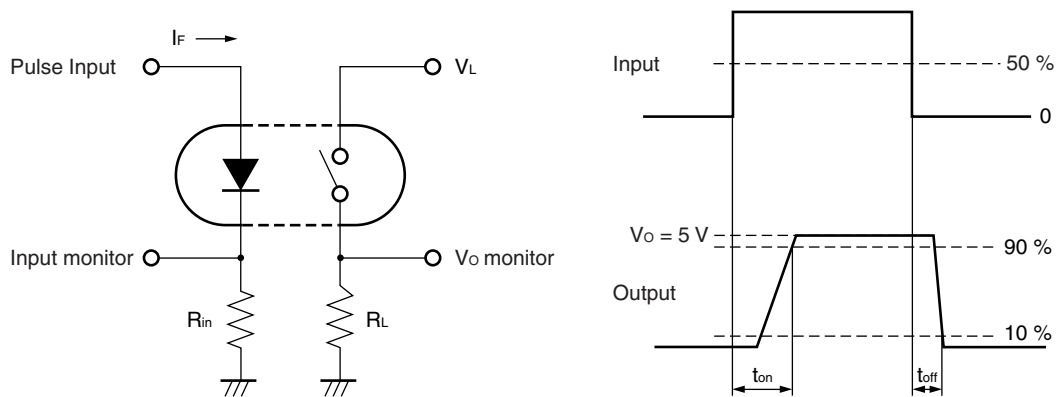 IF
Pulse Input
VL
Input monitor
VO monitor
Rin
RL
Input
50 %
0
VO = 5 V
90 %
Output
10 %
ton
toff